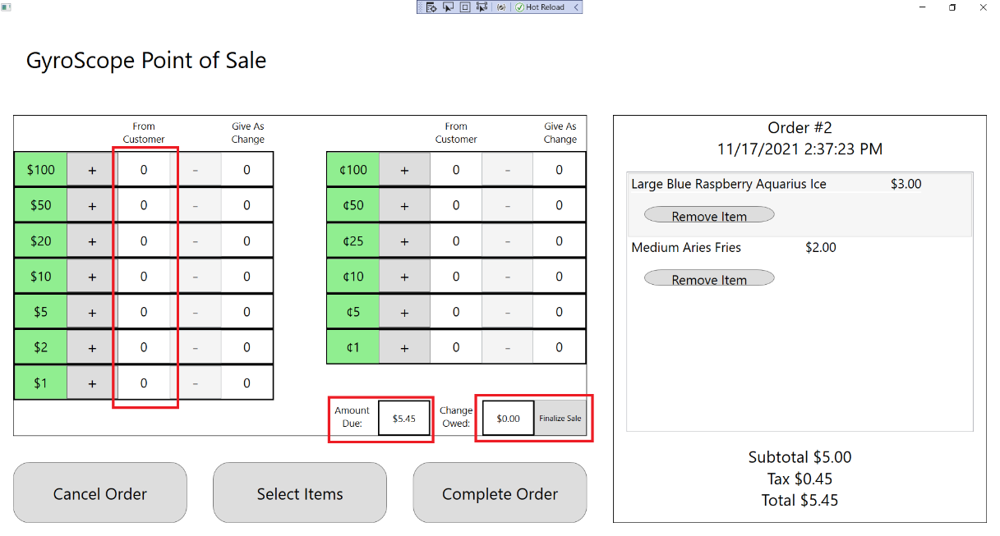 Hot Reload
GyroScope Point of Sale
From Customer Give As Change
$100 + 0 - 0
$50 + 0 - 0
$20 + 0 - 0
$10 + 0 - 0
$5 + 0 - 0
$2 + 0 - 0
$1 + 0 - 0
From Customer Give As Change
¢100 + 0 - 0
¢50 + 0 - 0
¢25 + 0 - 0
¢10 + 0 - 0
¢5 + 0 - 0
¢1 + 0 - 0
Amount Due: $5.45 Change Owed: $0.00 Finalize Sale
Cancel Order Select Items Complete Order
Order #2
11/17/2021 2:37:23 PM
Large Blue Raspberry Aquarius Ice $3.00
Remove Item
Medium Aries Fries $2.00
Remove Item
Subtotal $5.00
Tax $0.45
Total $5.45